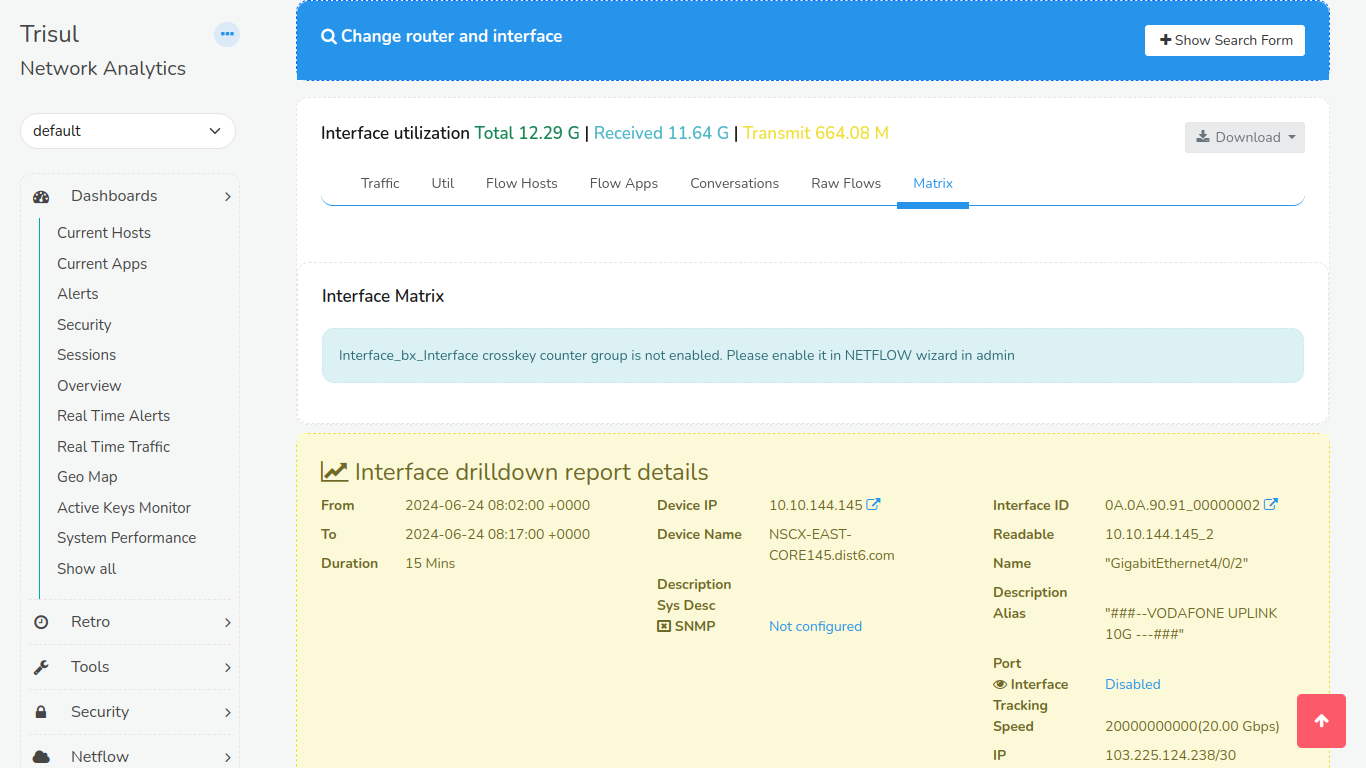 Trisul
Network Analytics
default
Dashboards
Current Hosts
Current Apps
Alerts
Security
Sessions
Overview
Real Time Alerts
Real Time Traffic
Geo Map
Active Keys Monitor
System Performance
Show all
Retro
Tools
Security
Netflow
Change router and interface
Show Search Form
Interface utilization Total 12.29 G | Received 11.64 G | Transmit 664.08 M
Download
Traffic Util Flow Hosts Flow Apps Conversations Raw Flows Matrix
Interface Matrix
Interface_bx_Interface crosskey counter group is not enabled. Please enable it in NETFLOW wizard in admin
Interface drilldown report details
From 2024-06-24 08:02:00 +0000
To 2024-06-24 08:17:00 +0000
Duration 15 Mins
Device IP 10.10.144.145
Device Name NSCX-EAST-
CORE145.dist6.com
Description
Sys Desc
SNMP Not configured
Interface ID 0A.0A.90.91_00000002
Readable 10.10.144.145_2
Name "GigabitEthernet4/0/2"
Description
Alias "###--VODAFONE UPLINK
10G ---###"
Port
Interface Disabled
Tracking
Speed 20000000000(20.00 Gbps)
IP 103.225.124.238/30